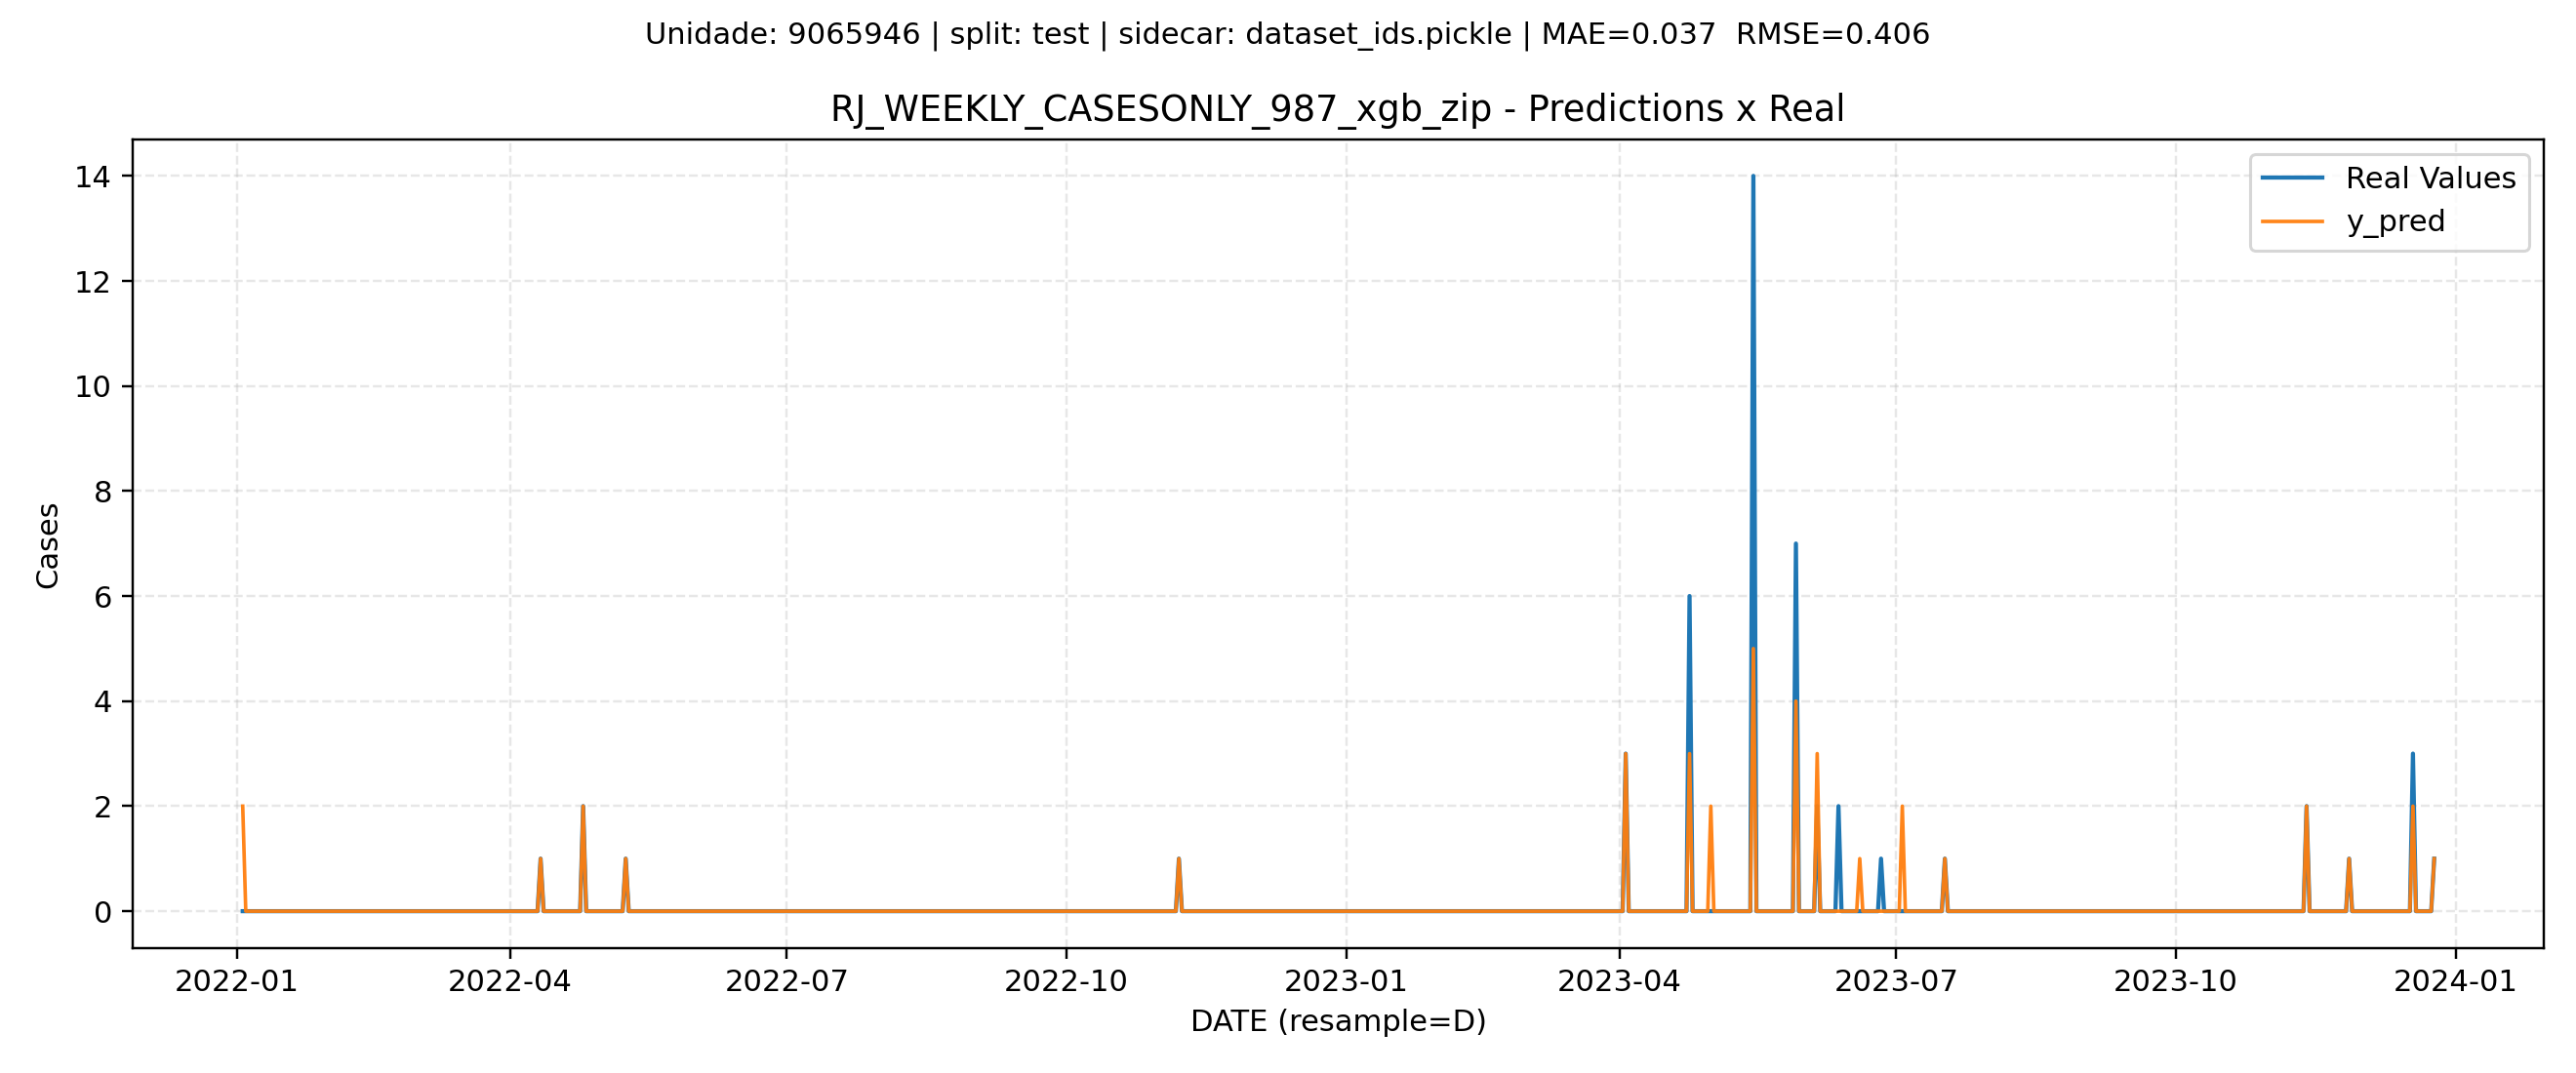 Unidade: 9065946 | split: test | sidecar: dataset_ids.pickle | MAE=0.037  RMSE=0.406
RJ_WEEKLY_CASESONLY_987_xgb_zip - Predictions x Real
Real Values
y_pred
14
12
10
8
6
4
2
0
Cases
2022-01
2022-04
2022-07
2022-10
2023-01
2023-04
2023-07
2023-10
2024-01
DATE (resample=D)